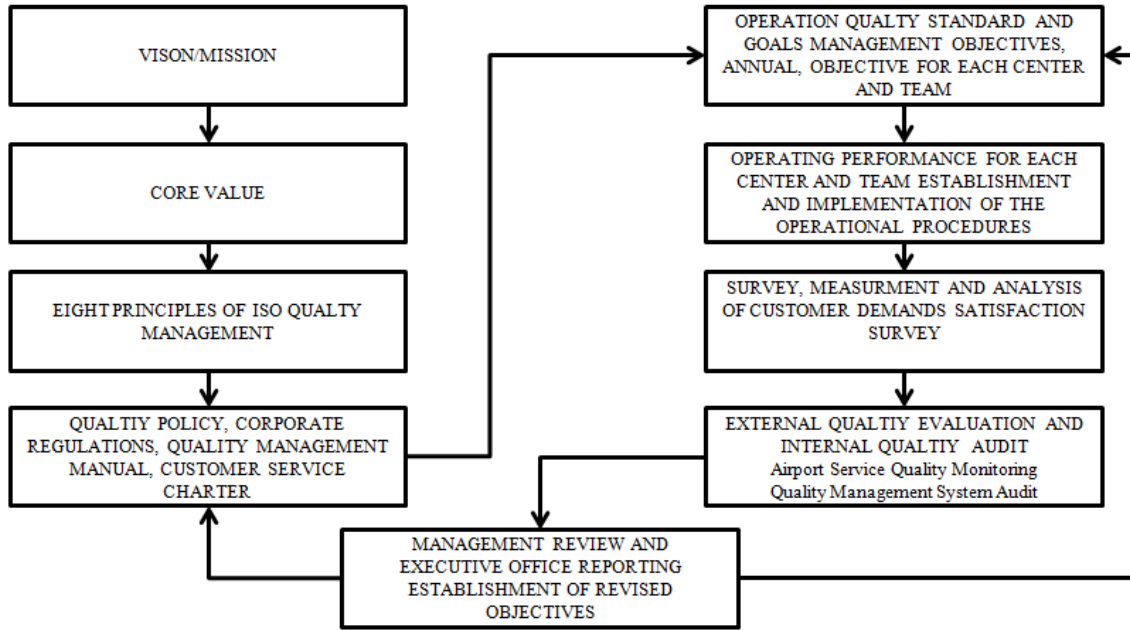 VISON/MISSION
CORE VALUE
EIGHT PRINCIPLES OF ISO QUALTY
MANAGEMENT
QUALTIY POLICY, CORPORATE
REGULATIONS, QUALITY MANAGEMENT
MANUAL, CUSTOMER SERVICE
CHARTER
OPERATION QUALTY STANDARD AND
GOALS MANAGEMENT OBJECTIVES,
ANNUAL, OBJECTIVE FOR EACH CENTER
AND TEAM
OPERATING PERFORMANCE FOR EACH
CENTER AND TEAM ESTABLISHMENT
AND IMPLEMENTATION OF THE
OPERATIONAL PROCEDURES
SURVEY, MEASURMENT AND ANALYSIS
OF CUSTOMER DEMANDS SATISFACTION
SURVEY
EXTERNAL QUALTIY EVALUATION AND
INTERNAL QUALTIY AUDIT
Airport Service Quality Monitoring
Quality Management System Audit
MANAGEMENT REVIEW AND
EXECUTIVE OFFICE REPORTING
ESTABLISHMENT OF REVISED
OBJECTIVES